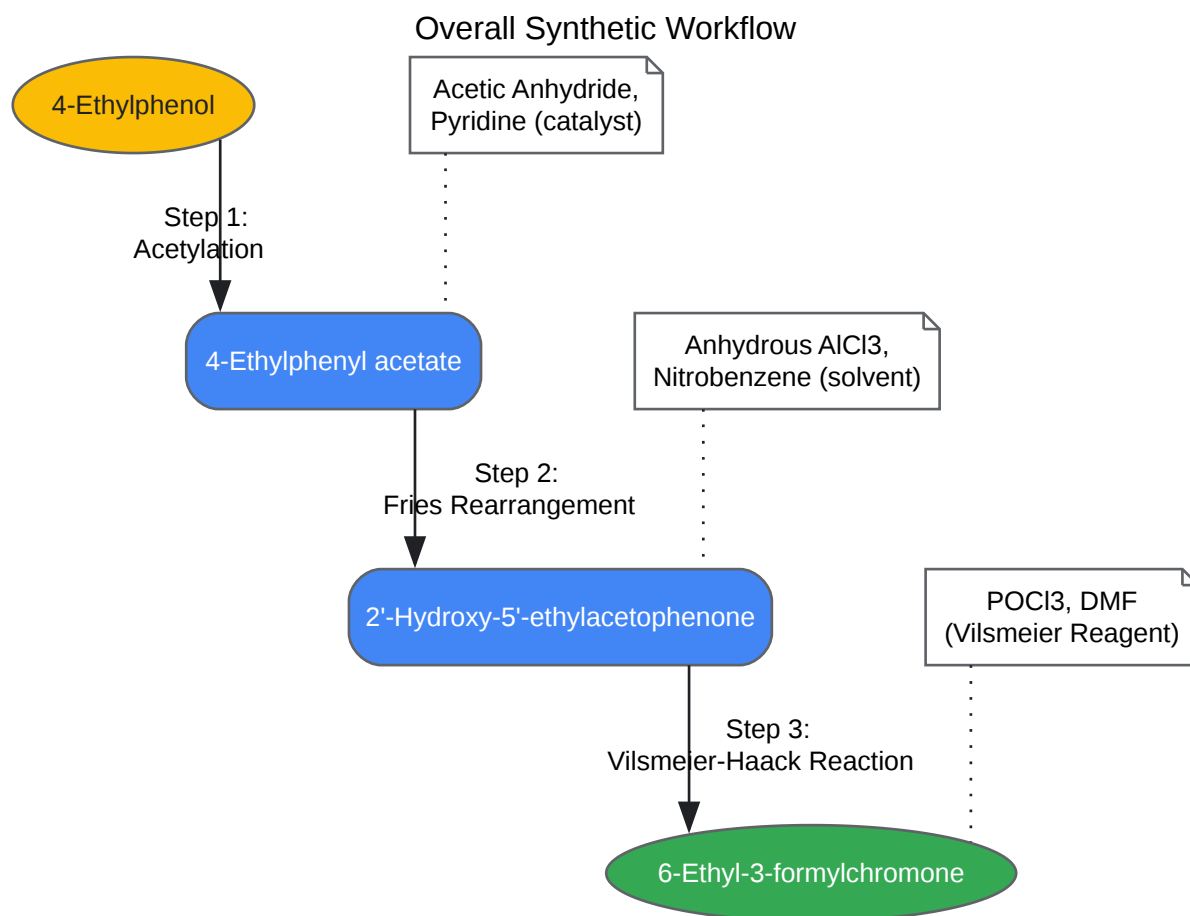 Overall Synthetic Workflow
4-Ethylphenol
Acetic Anhydride,
Pyridine (catalyst)
Step 1:
Acetylation
4-Ethylphenyl acetate
Anhydrous AlCl3,
Nitrobenzene (solvent)
Step 2:
Fries Rearrangement
2'-Hydroxy-5'-ethylacetophenone
POCl3, DMF
(Vilsmeier Reagent)
Step 3:
Vilsmeier-Haack Reaction
6-Ethyl-3-formylchromone